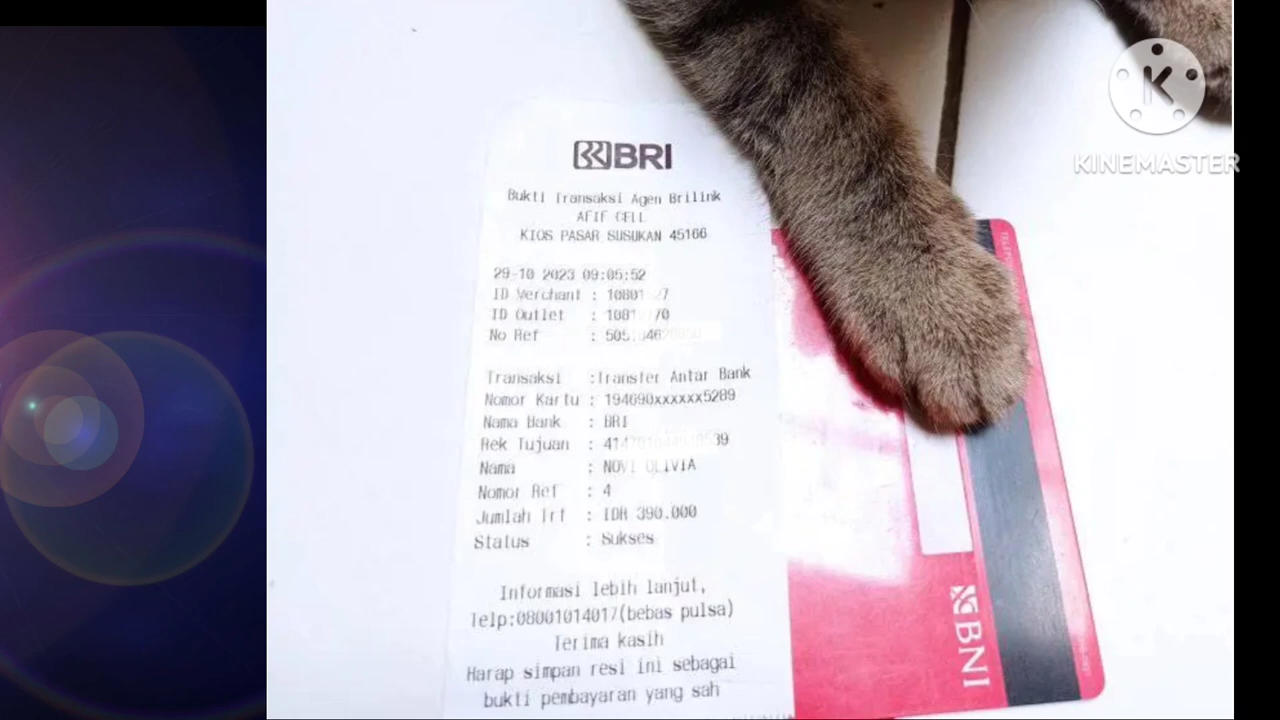 BRI
Bukti Transaksi Agen Brilink
AFIF CELL
KIOS PASAR SUSUKAN 45166
29-10 2023 09:05:52
ID Merchant :
ID Outlet :
No Ref :
Transaksi :Transfer Antar Bank
Nomor Kartu : 194690xxxxxx5289
Nama Bank : BRI
Rek Tujuan :
Nama : NOVI OLIVIA
Nomor Ref : 4
Jumlah Trf : IDR 390.000
Status : Sukses
Informasi lebih lanjut,
Telp:08001014017(bebas pulsa)
Terima kasih
Harap simpan resi ini sebagai
bukti pembayaran yang sah
BNI
KINEMASTER